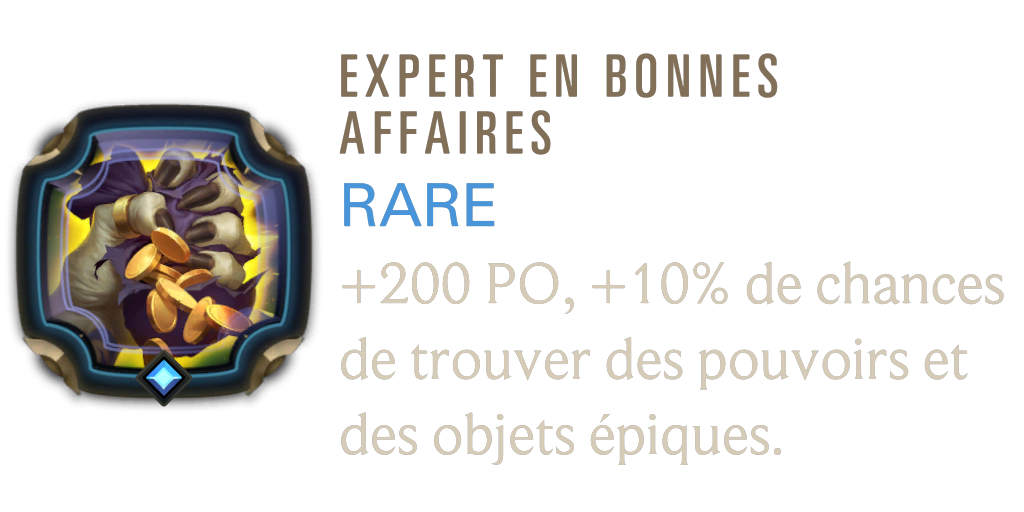 EXPERT EN BONNES
AFFAIRES
RARE
+200 PO, +10% de chances
de trouver des pouvoirs et
des objets épiques.